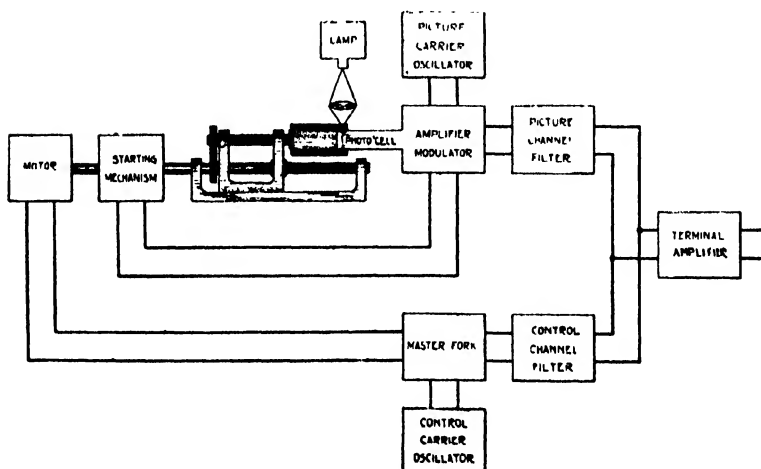 LAMP
PICTURE
CARRIER
OSCILLATOR
MOTOR
STARTING
MECHANISM
PHOTO CELL
AMPLIFIER
MODULATOR
PICTURE
CHANNEL
FILTER
TERMINAL
AMPLIFIER
MASTER FORK
CONTROL
CHANNEL
FILTER
CONTROL
CARRIER
OSCILLATOR